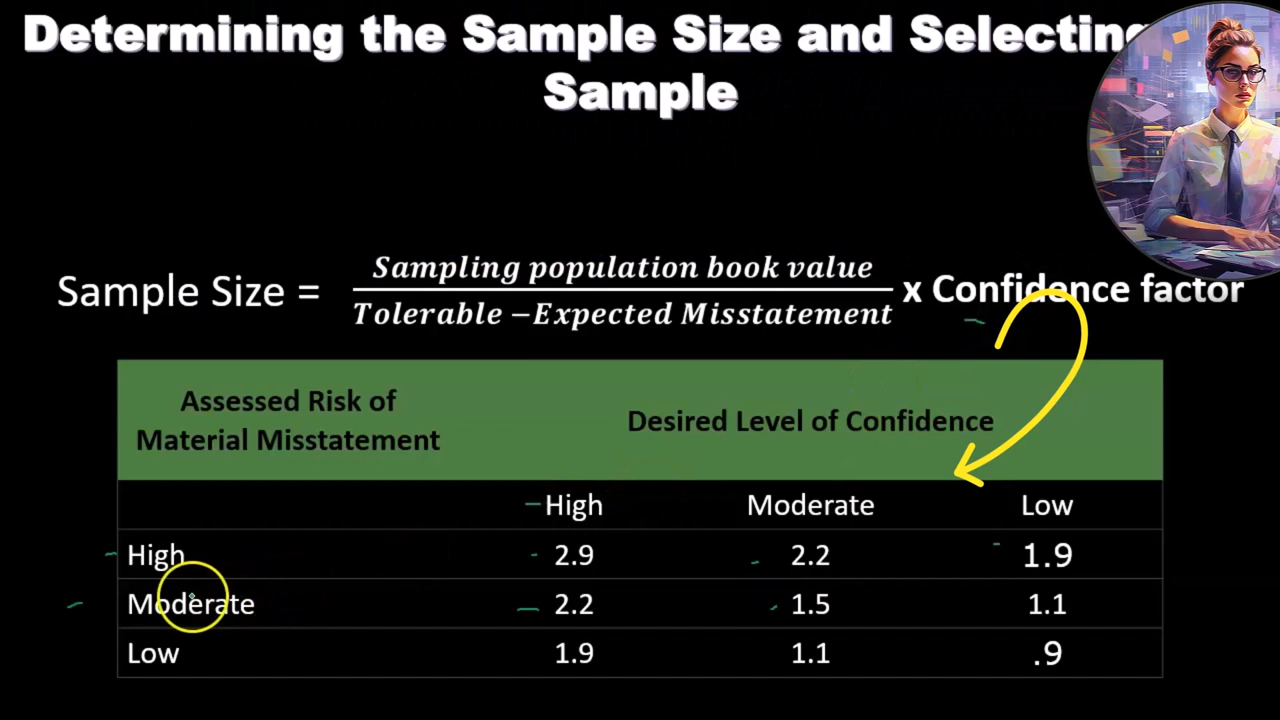 Determining the Sample Size and Selecting
Sample
Sample Size = Sampling population book value / Tolerable –Expected Misstatement x Confidence factor
Assessed Risk of
Material Misstatement
Desired Level of Confidence
High Moderate Low
High 2.9 2.2 1.9
Moderate 2.2 1.5 1.1
Low 1.9 1.1 .9